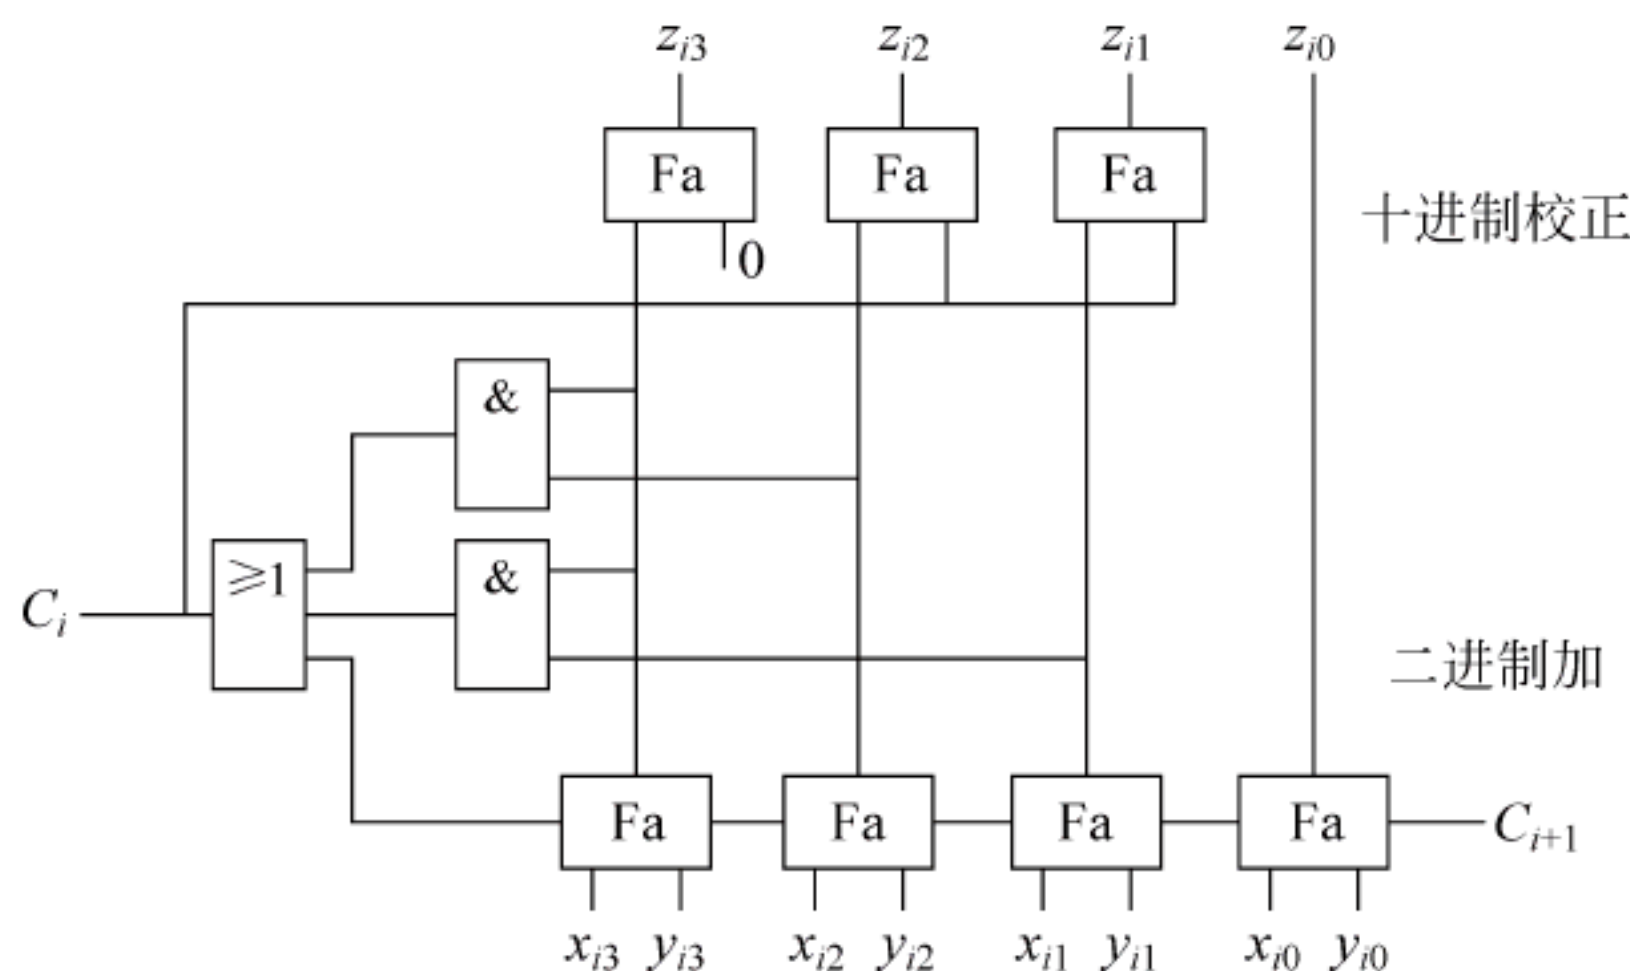 z_{i3} z_{i2} z_{i1} z_{i0}
Fa Fa Fa
十进制校正
0
&
&
≥1
C_i
二进制加
Fa Fa Fa Fa
C_{i+1}
x_{i3} y_{i3} x_{i2} y_{i2} x_{i1} y_{i1} x_{i0} y_{i0}